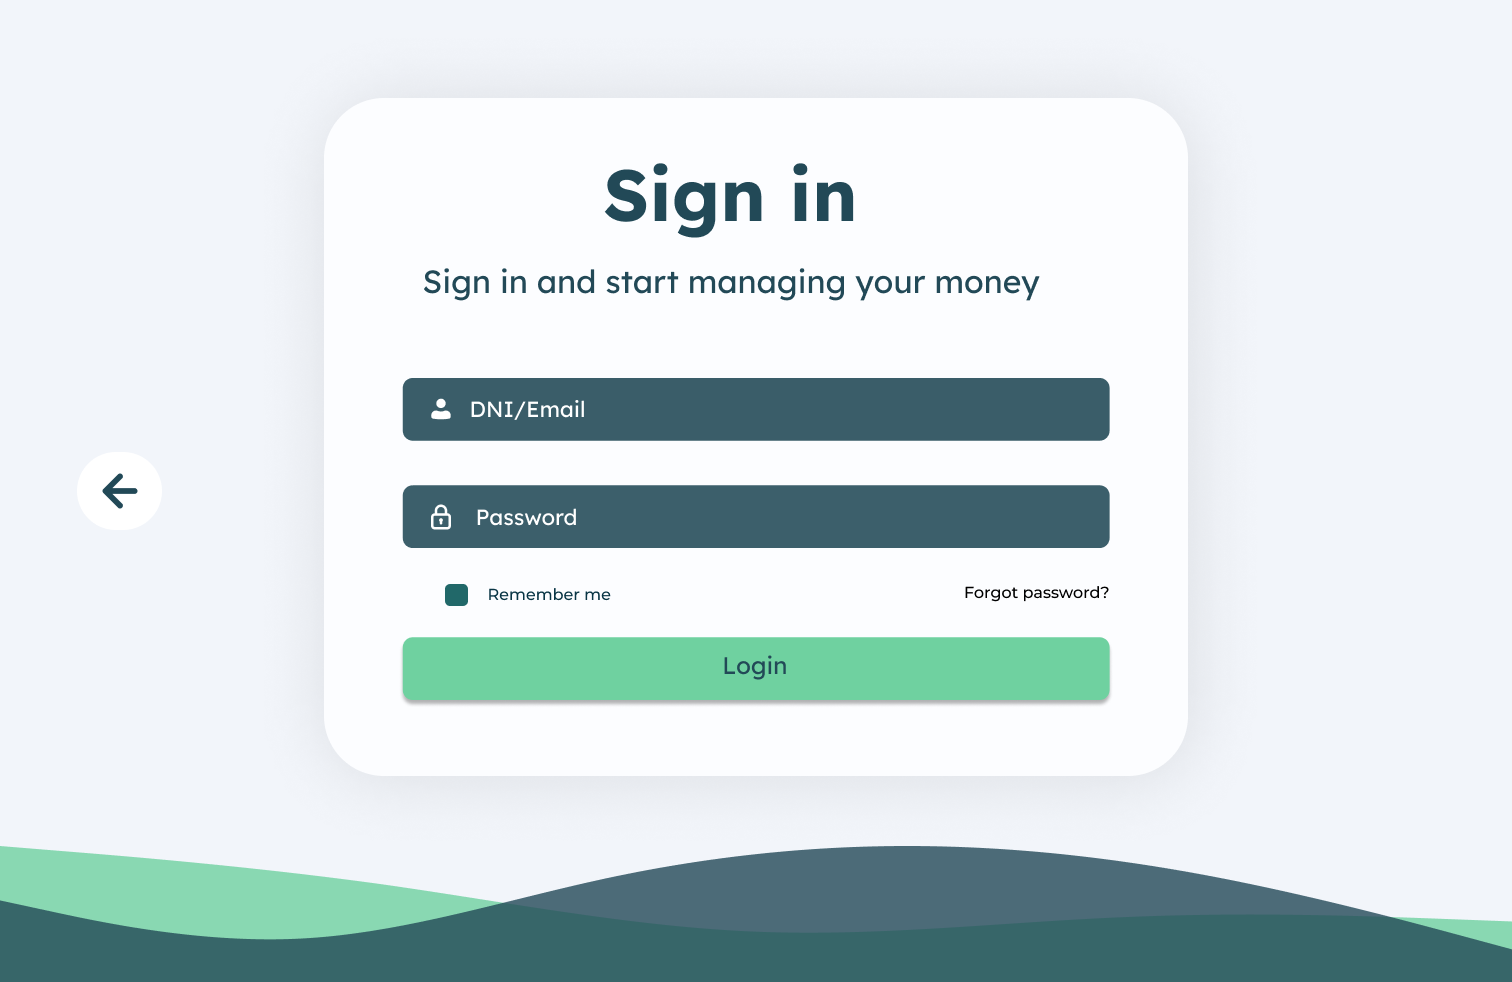 Sign in
Sign in and start managing your money
DNI/Email
Password
Remember me
Forgot password?
Login